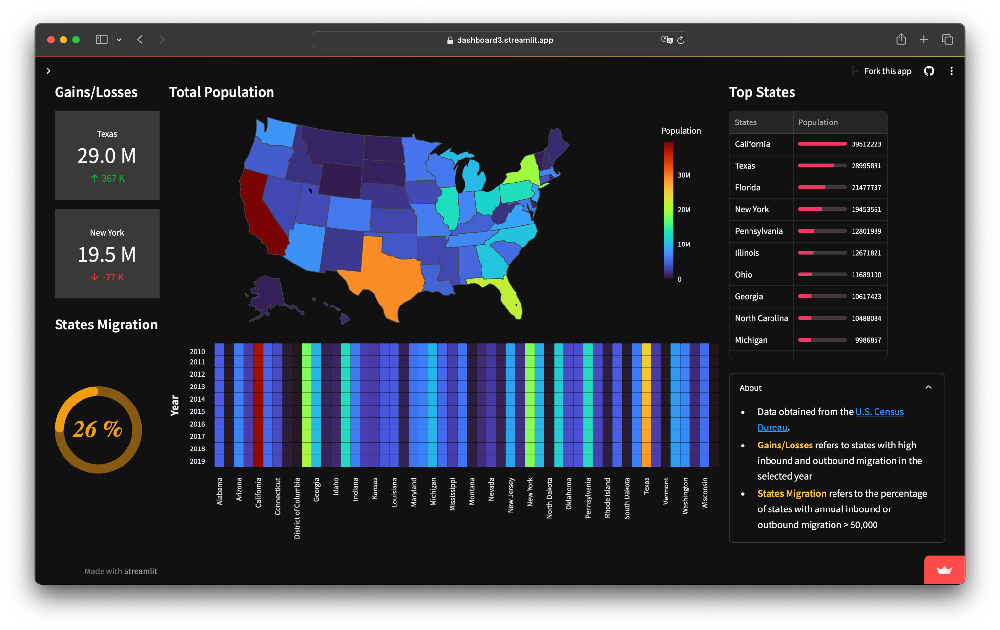 dashboard3.streamlit.app
Fork this app
Gains/Losses
Texas
29.0 M
↑ 367 K
New York
19.5 M
↓ -77 K
States Migration
26 %
Total Population
Population
30M
20M
10M
0
2010
2011
2012
2013
2014
2015
2016
2017
2018
2019
Year
Alabama
Arizona
California
Connecticut
District of Columbia
Georgia
Idaho
Indiana
Kansas
Louisiana
Maryland
Michigan
Mississippi
Montana
Nevada
New Jersey
New York
North Dakota
Oklahoma
Pennsylvania
Rhode Island
South Dakota
Texas
Vermont
Washington
Wisconsin
Top States
States Population
California 39512223
Texas 28995881
Florida 21477737
New York 19453561
Pennsylvania 12801989
Illinois 12671821
Ohio 11689100
Georgia 10617423
North Carolina 10488084
Michigan 9986857
About
• Data obtained from the U.S. Census
Bureau.
• Gains/Losses refers to states with high
inbound and outbound migration in the
selected year
• States Migration refers to the percentage
of states with annual inbound or
outbound migration > 50,000
Made with Streamlit